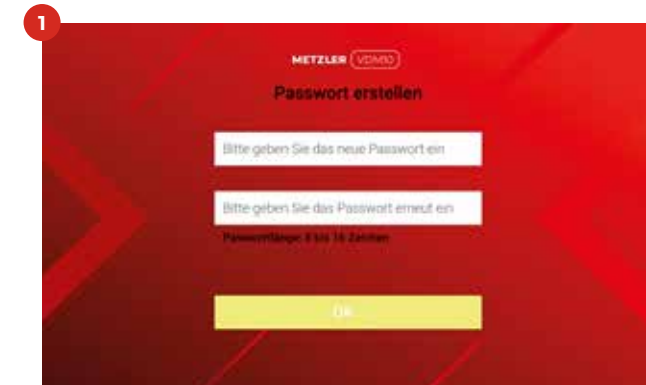 1
METZLER VDM10
Passwort erstellen
Bitte geben Sie das neue Passwort ein
Bitte geben Sie das Passwort erneut ein
Passwortlänge: 8 bis 16 Zeichen
OK